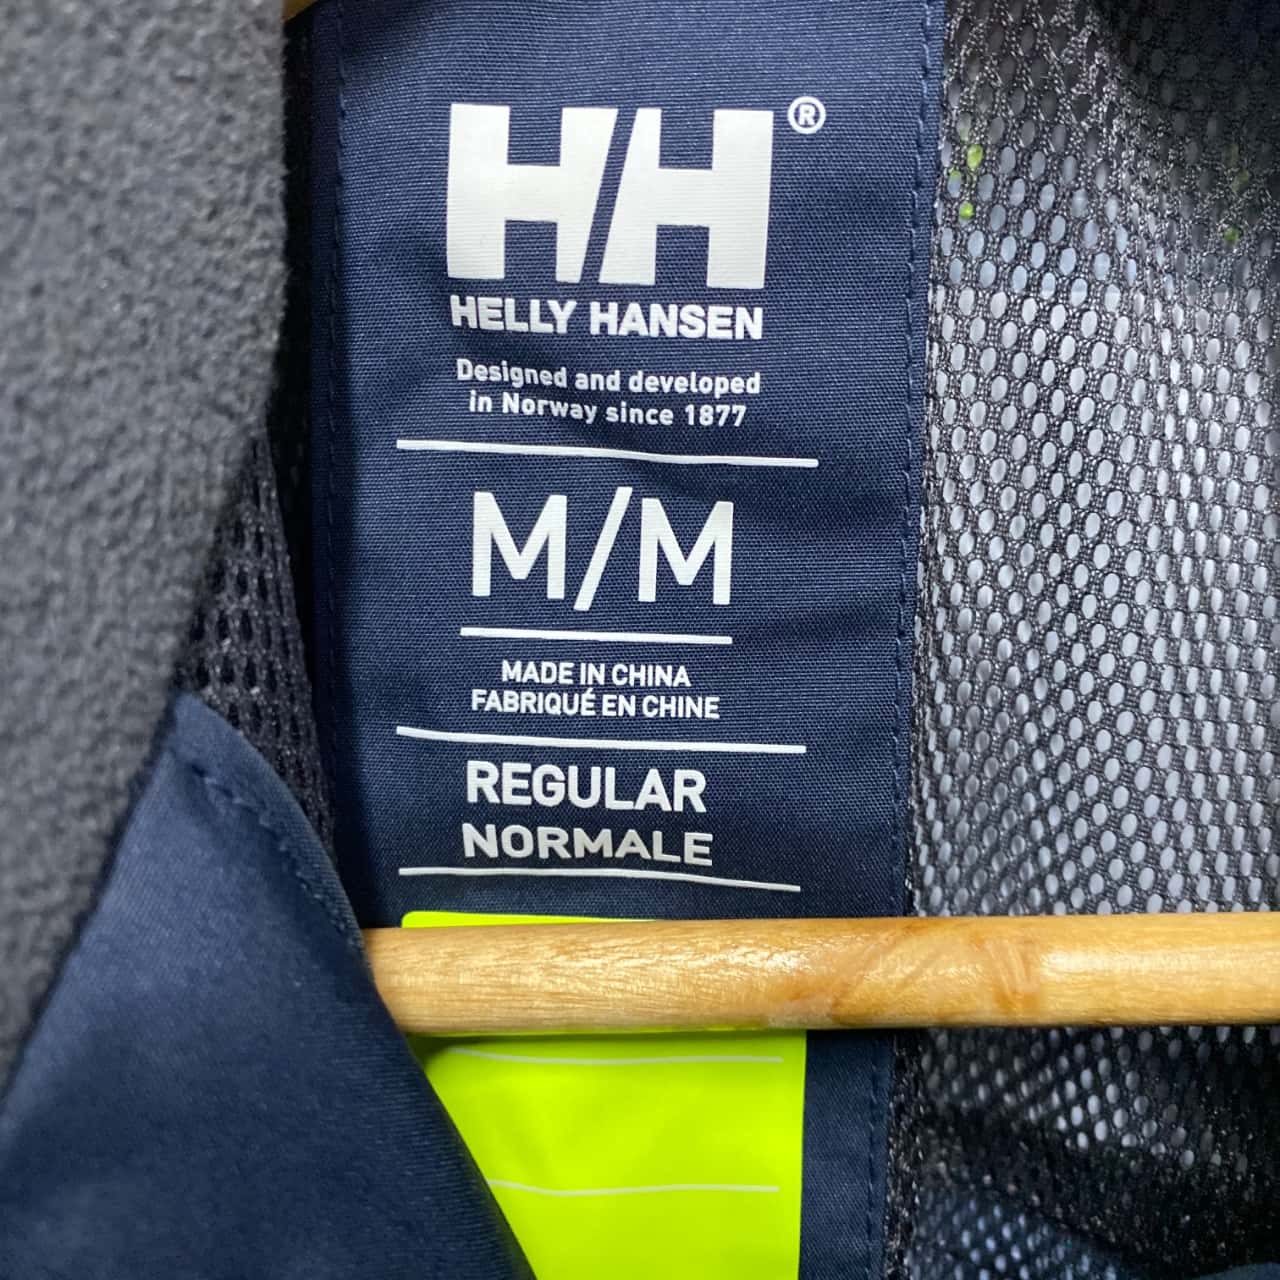 HH®
HELLY HANSEN
Designed and developed
in Norway since 1877
M/M
MADE IN CHINA
FABRIQUÉ EN CHINE
REGULAR
NORMALE